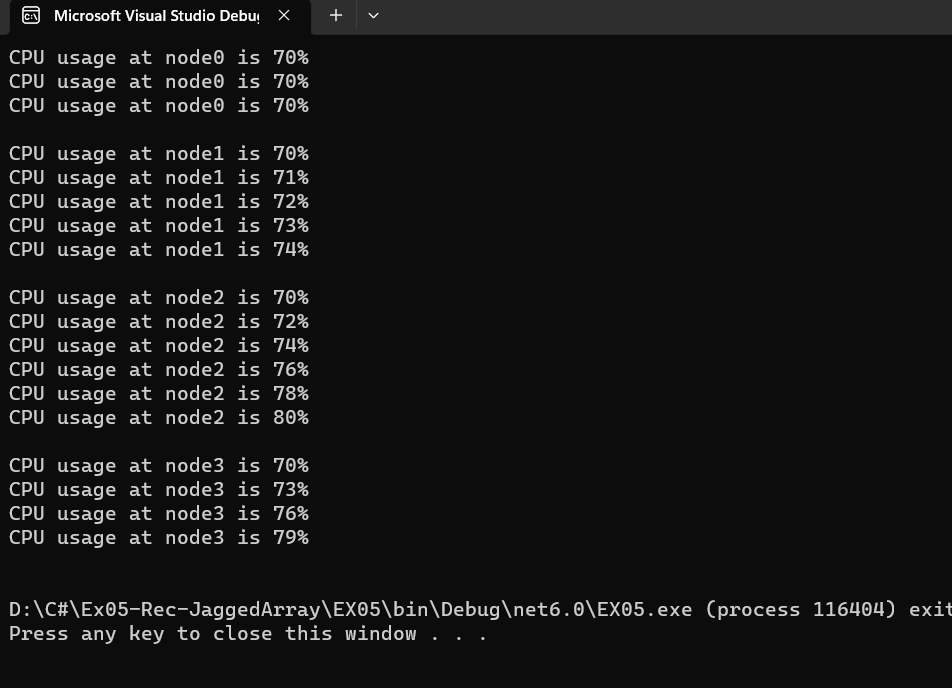 Microsoft Visual Studio Debug
CPU usage at node0 is 70%
CPU usage at node0 is 70%
CPU usage at node0 is 70%
CPU usage at node1 is 70%
CPU usage at node1 is 71%
CPU usage at node1 is 72%
CPU usage at node1 is 73%
CPU usage at node1 is 74%
CPU usage at node2 is 70%
CPU usage at node2 is 72%
CPU usage at node2 is 74%
CPU usage at node2 is 76%
CPU usage at node2 is 78%
CPU usage at node2 is 80%
CPU usage at node3 is 70%
CPU usage at node3 is 73%
CPU usage at node3 is 76%
CPU usage at node3 is 79%
D:\C#\Ex05-Rec-JaggedArray\EX05\bin\Debug\net6.0\EX05.exe (process 116404) exit
Press any key to close this window . . .